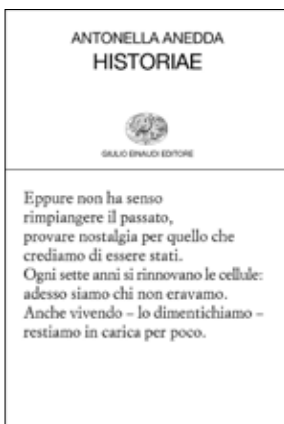 ANTONELLA ANEDDA
HISTORIAE
GIULIO EINAUDI EDITORE
Eppure non ha senso
rimpiangere il passato,
provare nostalgia per quello che
crediamo di essere stati.
Ogni sette anni si rinnovano le cellule:
adesso siamo chi non eravamo.
Anche vivendo – lo dimentichiamo –
restiamo in carica per poco.